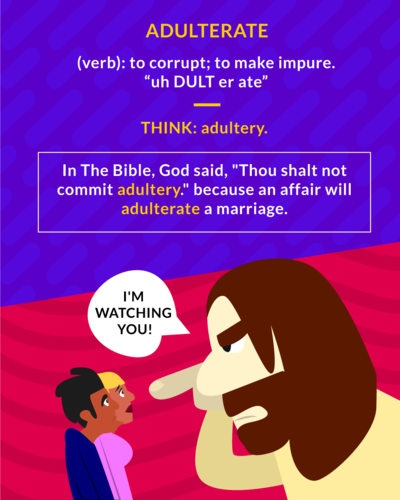 ADULTERATE
(verb): to corrupt; to make impure.
“uh DULT er ate”
THINK: adultery.
In The Bible, God said, "Thou shalt not
commit adultery." because an affair will
adulterate a marriage.
I'M
WATCHING
YOU!